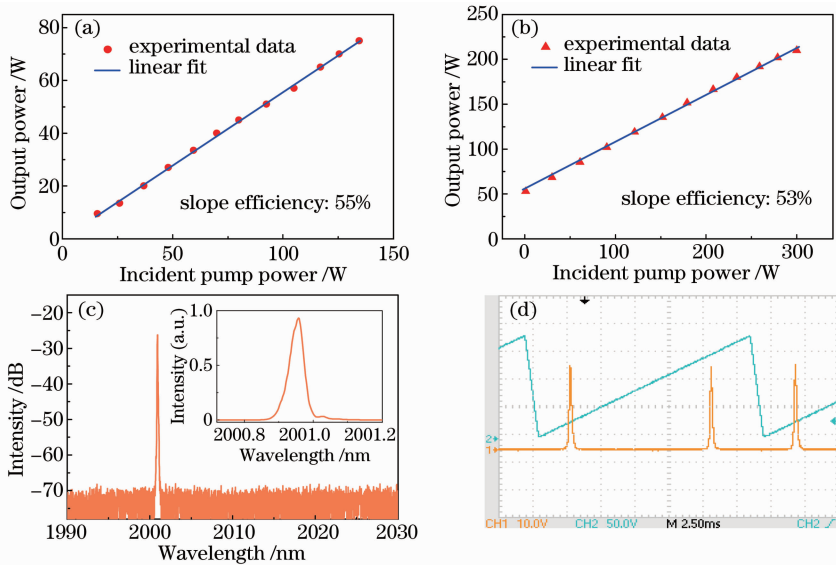 (a)
experimental data
linear fit
slope efficiency: 55%
Output power /W
80
60
40
20
0
0 50 100 150
Incident pump power /W
(b)
experimental data
linear fit
slope efficiency: 53%
Output power /W
250
200
150
100
50
0
0 100 200 300
Incident pump power /W
(c)
Intensity /dB
−20
−30
−40
−50
−60
−70
1990 2000 2010 2020 2030
Wavelength /nm
Intensity (a.u.)
1.0
0.5
0
2000.8 2001.0 2001.2
Wavelength /nm
(d)
2
1
CH1 10.0V CH2 50.0V M 2.50ms CH2